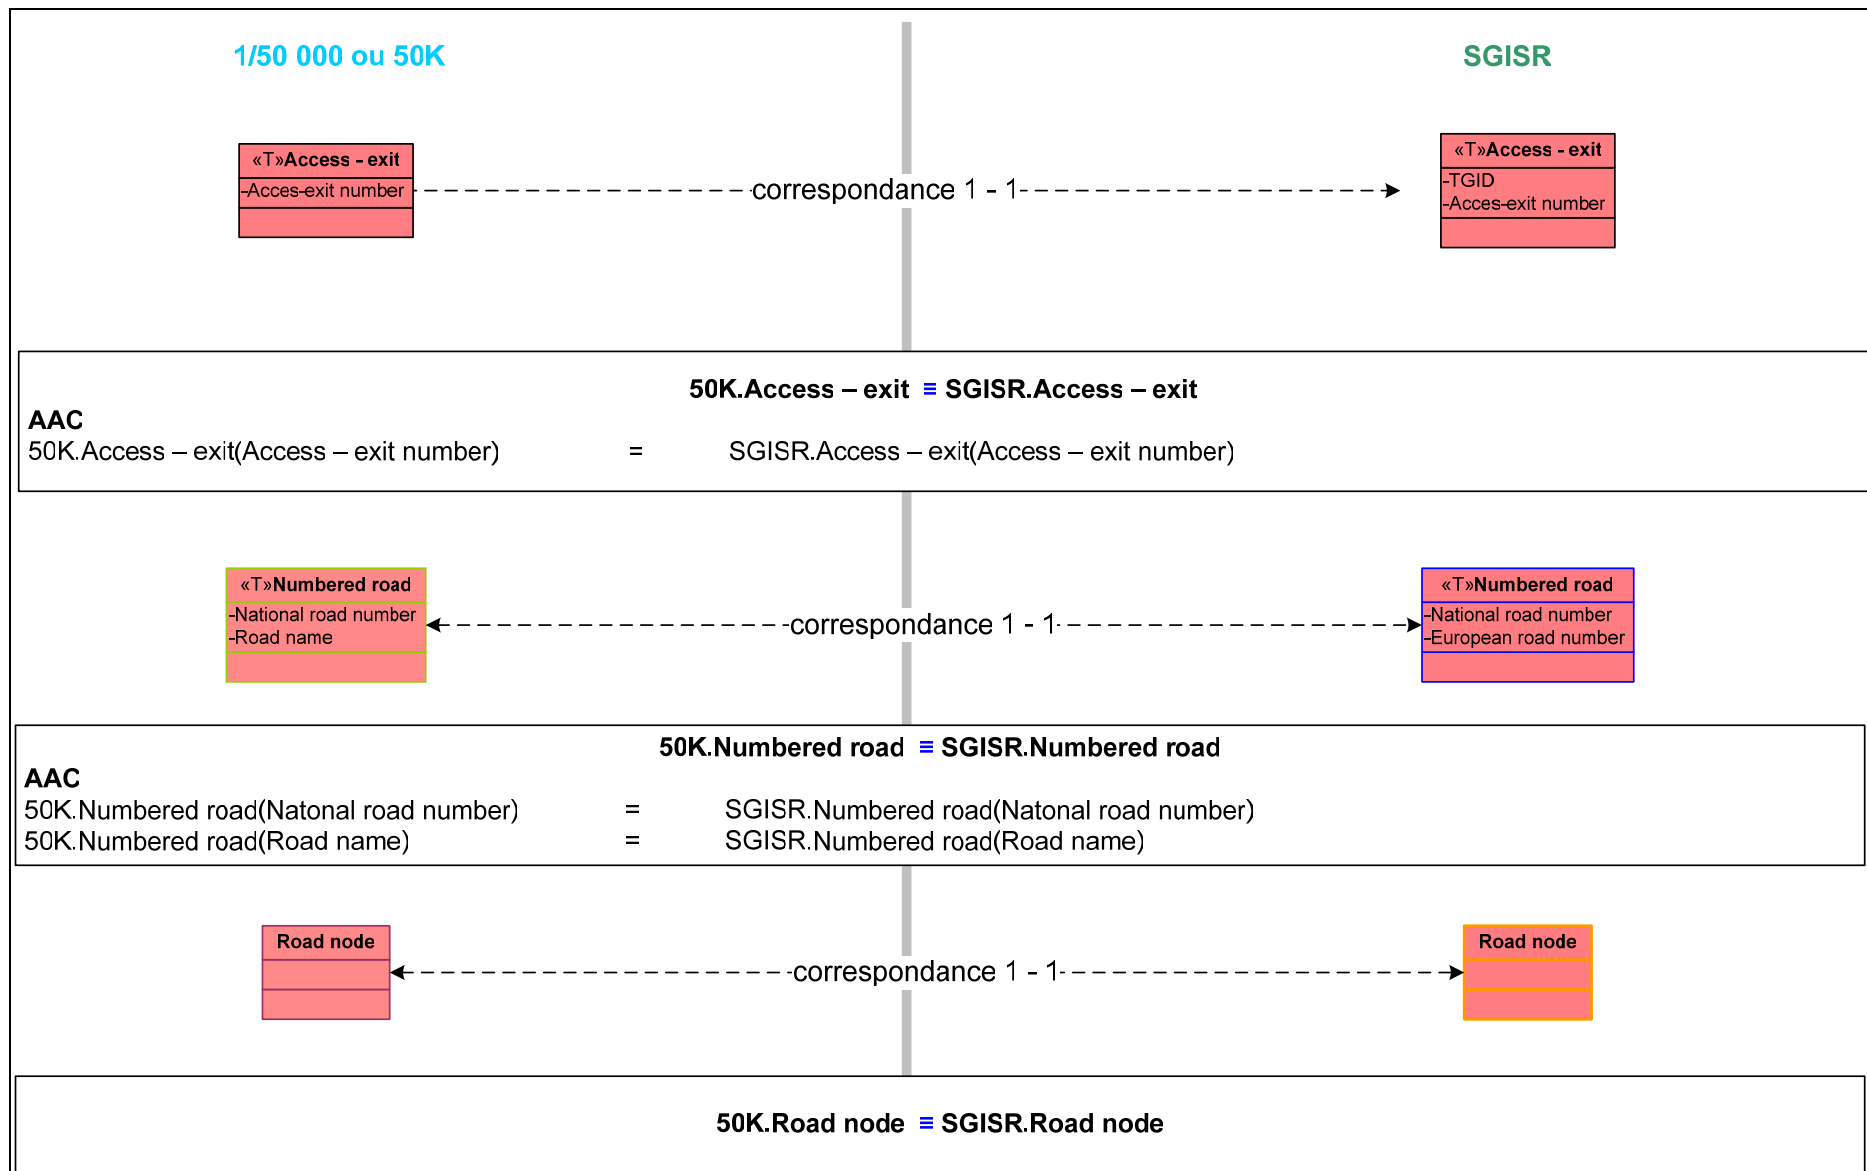 1/50 000 ou 50K
SGISR
«T»Access - exit
-Acces-exit number
correspondance 1 - 1
«T»Access - exit
-TGID
-Acces-exit number
50K.Access – exit ≡ SGISR.Access – exit
AAC
50K.Access – exit(Access – exit number) = SGISR.Access – exit(Access – exit number)
«T»Numbered road
-National road number
-Road name
correspondance 1 - 1
«T»Numbered road
-National road number
-European road number
50K.Numbered road ≡ SGISR.Numbered road
AAC
50K.Numbered road(Natonal road number) = SGISR.Numbered road(Natonal road number)
50K.Numbered road(Road name) = SGISR.Numbered road(Road name)
Road node
correspondance 1 - 1
Road node
50K.Road node ≡ SGISR.Road node